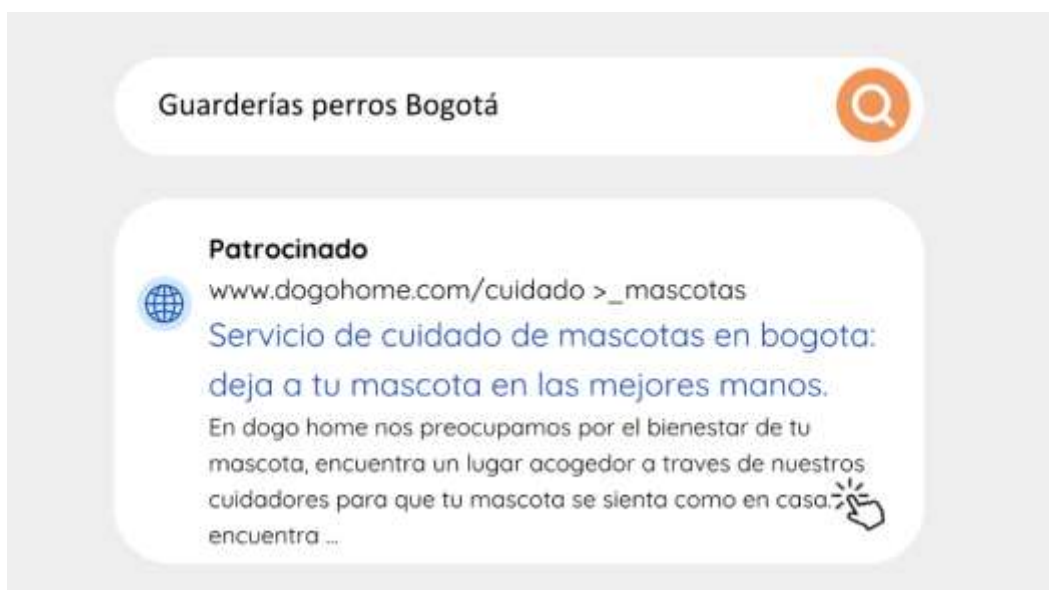 Guarderías perros Bogotá
Patrocinado
www.dogohome.com/cuidado >_mascotas
Servicio de cuidado de mascotas en bogota:
deja a tu mascota en las mejores manos.
En dogo home nos preocupamos por el bienestar de tu
mascota, encuentra un lugar acogedor a traves de nuestros
cuidadores para que tu mascota se sienta como en casa.
encuentra ...